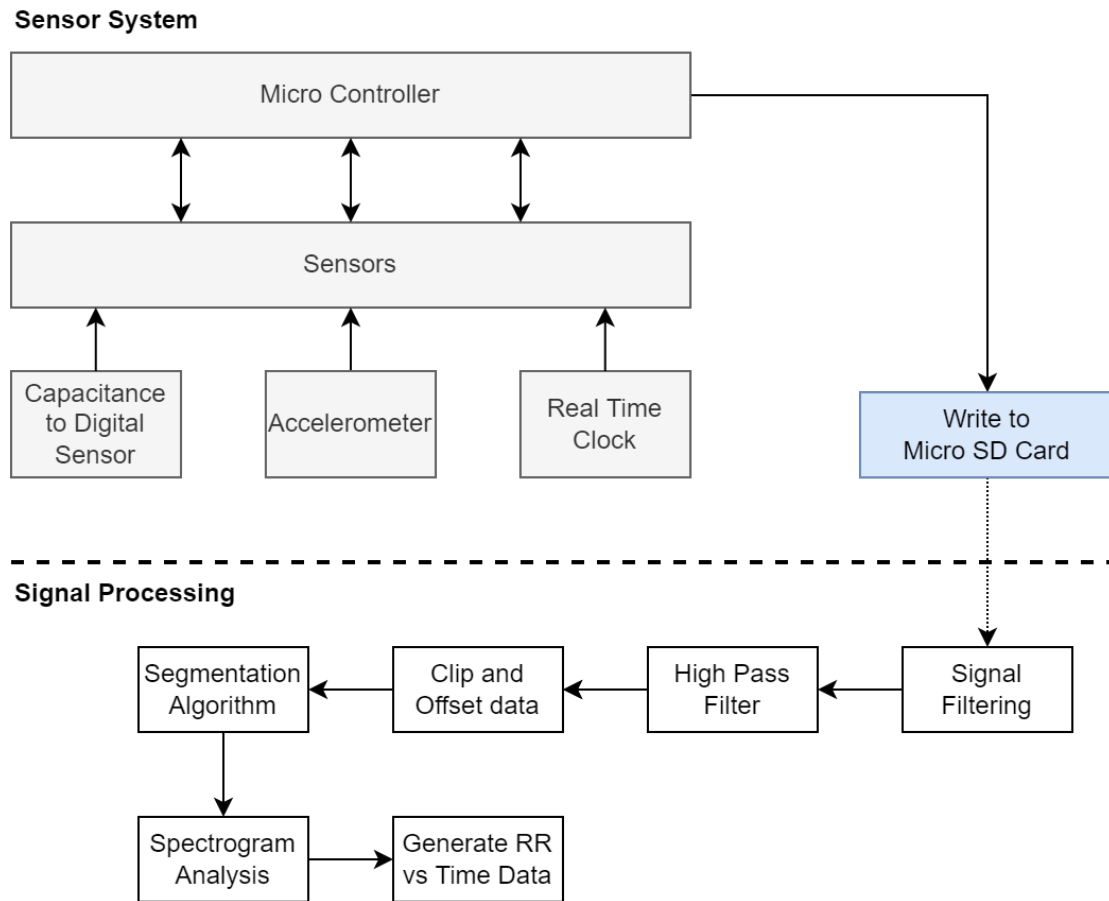 Sensor System
Micro Controller
Sensors
Capacitance
to Digital
Sensor
Accelerometer
Real Time
Clock
Write to
Micro SD Card
Signal Processing
Segmentation
Algorithm
Clip and
Offset data
High Pass
Filter
Signal
Filtering
Spectrogram
Analysis
Generate RR
vs Time Data